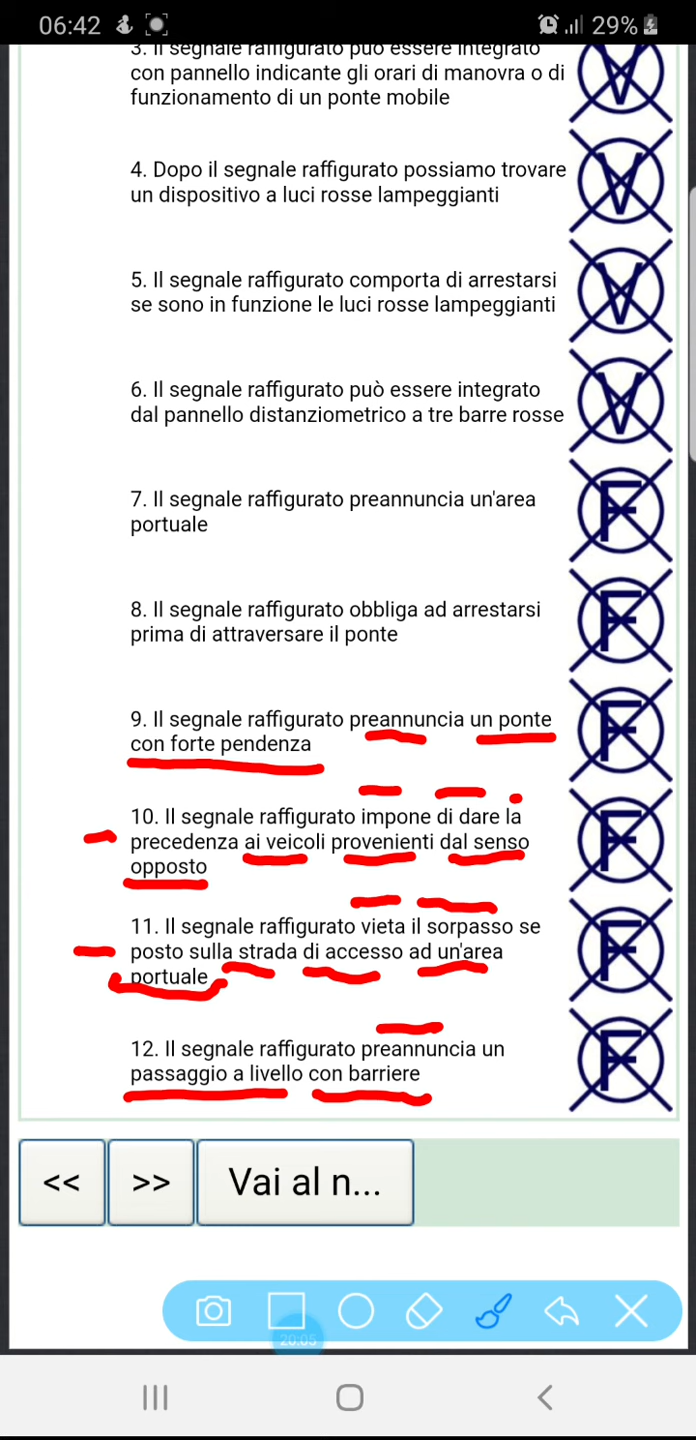 06:42
29%
3. Il segnale raffigurato può essere integrato
con pannello indicante gli orari di manovra o di
funzionamento di un ponte mobile
V
4. Dopo il segnale raffigurato possiamo trovare
un dispositivo a luci rosse lampeggianti
V
5. Il segnale raffigurato comporta di arrestarsi
se sono in funzione le luci rosse lampeggianti
V
6. Il segnale raffigurato può essere integrato
dal pannello distanziometrico a tre barre rosse
V
7. Il segnale raffigurato preannuncia un'area
portuale
F
8. Il segnale raffigurato obbliga ad arrestarsi
prima di attraversare il ponte
F
9. Il segnale raffigurato preannuncia un ponte
con forte pendenza
F
10. Il segnale raffigurato impone di dare la
precedenza ai veicoli provenienti dal senso
opposto
F
11. Il segnale raffigurato vieta il sorpasso se
posto sulla strada di accesso ad un'area
portuale
F
12. Il segnale raffigurato preannuncia un
passaggio a livello con barriere
F
<< >> Vai al n...
20:05